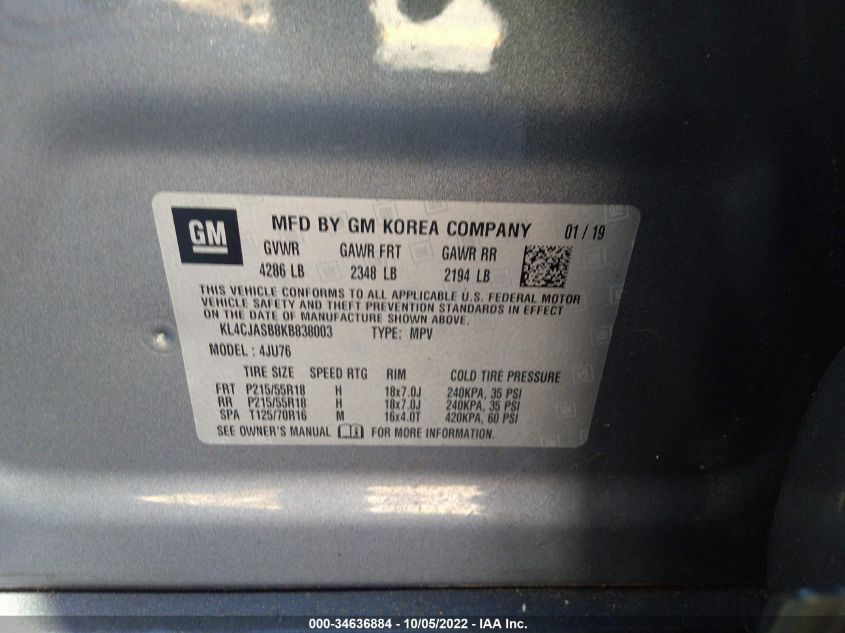 GM
MFD BY GM KOREA COMPANY 01 / 19
GVWR GAWR FRT GAWR RR
4286 LB 2348 LB 2194 LB
THIS VEHICLE CONFORMS TO ALL APPLICABLE U.S. FEDERAL MOTOR
VEHICLE SAFETY AND THEFT PREVENTION STANDARDS IN EFFECT
ON THE DATE OF MANUFACTURE SHOWN ABOVE.
KL4CJASB8KB838003 TYPE: MPV
MODEL : 4JU76
TIRE SIZE SPEED RTG RIM COLD TIRE PRESSURE
FRT P215/55R18 H 18x7.0J 240KPA, 35 PSI
RR P215/55R18 H 18x7.0J 240KPA, 35 PSI
SPA T125/70R16 M 16x4.0T 420KPA, 60 PSI
SEE OWNER'S MANUAL FOR MORE INFORMATION.
000-34636884 - 10/05/2022 - IAA Inc.